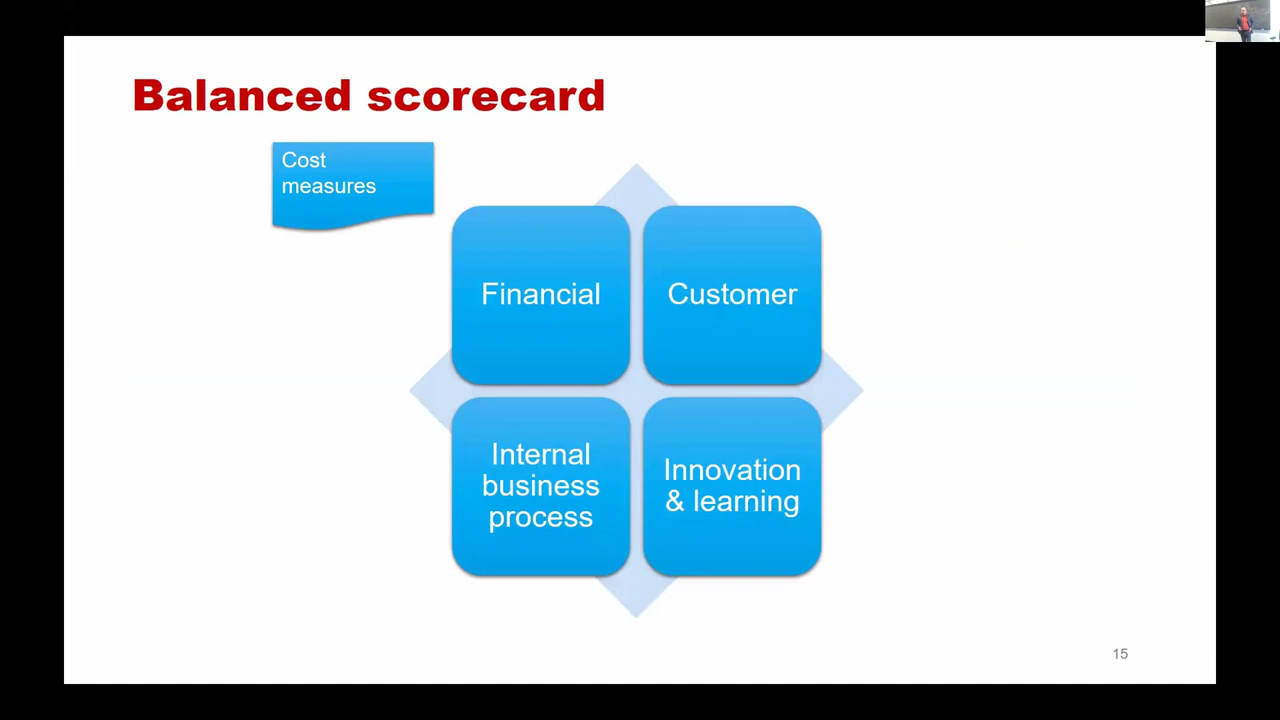 Balanced scorecard
Cost
measures
Financial
Customer
Internal
business
process
Innovation
& learning
15